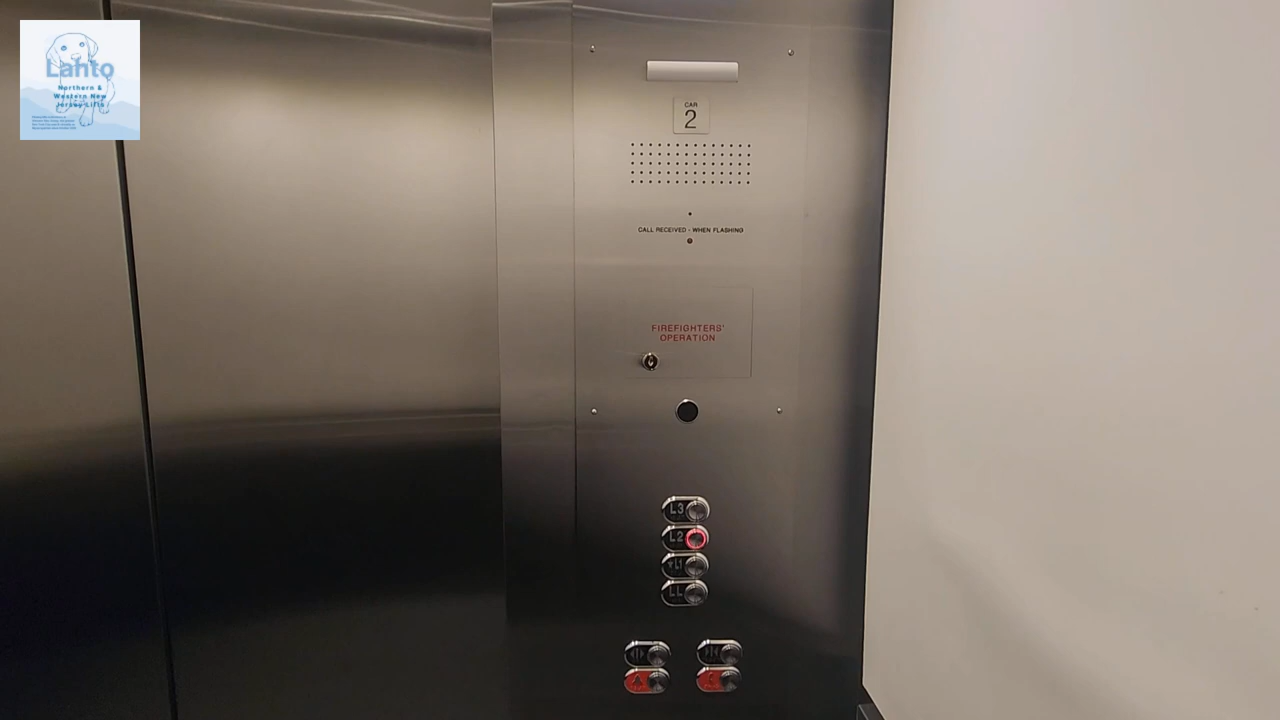 Lahto
Northern &
Western New
Jersey Lifts
CAR
2
CALL RECEIVED - WHEN FLASHING
FIREFIGHTERS'
OPERATION
L3
L2
★L1
LL